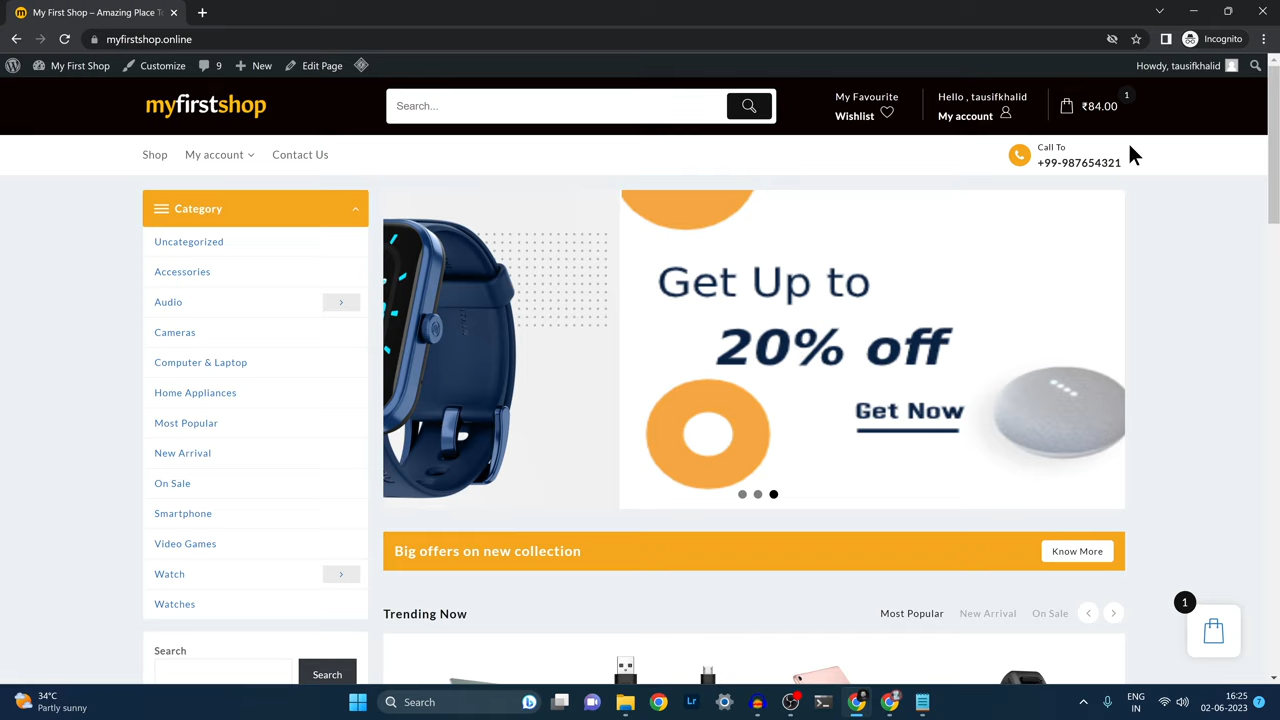 My First Shop – Amazing Place To
myfirstshop.online
Incognito
My First Shop
Customize
9
New
Edit Page
Howdy, tausifkhalid
myfirstshop
Search...
My Favourite
Wishlist
Hello , tausifkhalid
My account
₹84.00
1
Shop
My account
Contact Us
Call To
+99-987654321
Category
Uncategorized
Accessories
Audio
Cameras
Computer & Laptop
Home Appliances
Most Popular
New Arrival
On Sale
Smartphone
Video Games
Watch
Watches
Search
Search
Get Up to
20% off
Get Now
Big offers on new collection
Know More
Trending Now
Most Popular
New Arrival
On Sale
1
34°C
Partly sunny
Search
Lr
ENG
IN
16:25
02-06-2023
7